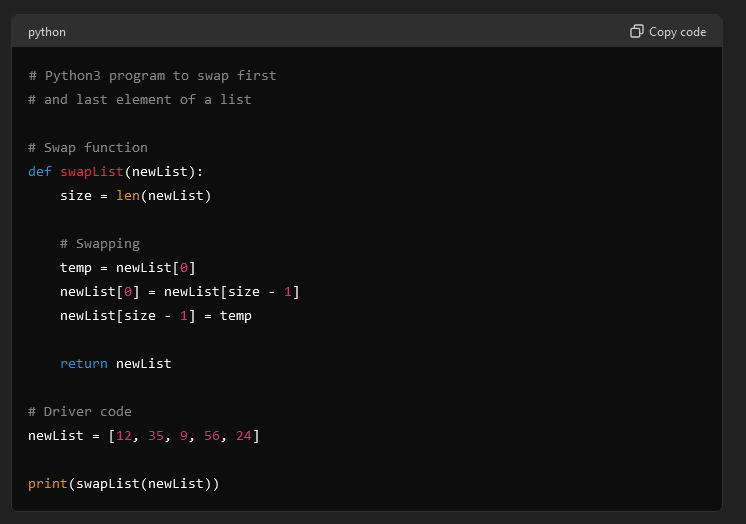 python
Copy code
# Python3 program to swap first
# and last element of a list
# Swap function
def swapList(newList):
    size = len(newList)
    # Swapping
    temp = newList[0]
    newList[0] = newList[size - 1]
    newList[size - 1] = temp
    return newList
# Driver code
newList = [12, 35, 9, 56, 24]
print(swapList(newList))